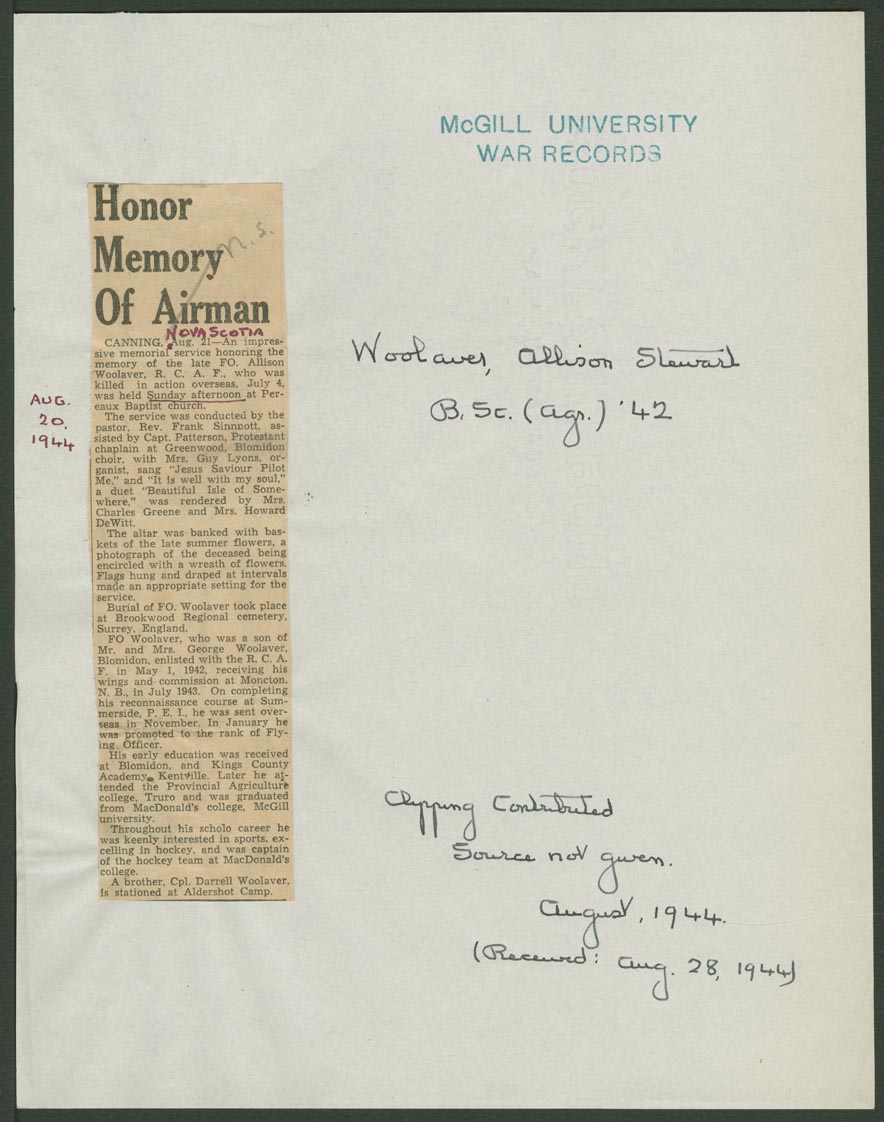 McGILL UNIVERSITY
WAR RECORDS
Honor
Memory
Of Airman
N.S.
NOVA SCOTIA
CANNING, Aug. 21—An impres-
sive memorial service honoring the
memory of the late FO. Allison
Woolaver, R. C. A. F., who was
killed in action overseas, July 4,
was held Sunday afternoon at Per-
eaux Baptist church.
The service was conducted by the
pastor, Rev. Frank Sinnnott, as-
sisted by Capt. Patterson, Protestant
chaplain at Greenwood, Blomidon
choir, with Mrs. Guy Lyons, or-
ganist, sang "Jesus Saviour Pilot
Me," and "It is well with my soul,"
a duet "Beautiful Isle of Some-
where," was rendered by Mrs.
Charles Greene and Mrs. Howard
DeWitt.
The altar was banked with bas-
kets of the late summer flowers, a
photograph of the deceased being
encircled with a wreath of flowers.
Flags hung and draped at intervals
made an appropriate setting for the
service.
Burial of FO. Woolaver took place
at Brookwood Regional cemetery,
Surrey, England.
FO Woolaver, who was a son of
Mr. and Mrs. George Woolaver,
Blomidon, enlisted with the R. C. A.
F. in May 1, 1942, receiving his
wings and commission at Moncton,
N. B., in July 1943. On completing
his reconnaissance course at Sum-
merside, P. E. I., he was sent over-
seas in November. In January he
was promoted to the rank of Fly-
ing Officer.
His early education was received
at Blomidon, and Kings County
Academy, Kentville. Later he at-
tended the Provincial Agriculture
college, Truro and was graduated
from MacDonald's college, McGill
university.
Throughout his scholo career he
was keenly interested in sports, ex-
celling in hockey, and was captain
of the hockey team at MacDonald's
college.
A brother, Cpl. Darrell Woolaver,
is stationed at Aldershot Camp.
AUG.
20,
1944
Woolaver, Allison Stewart
B. Sc. (Agr.) '42
Clipping Contributed
Source not given.
August, 1944.
(Received: Aug. 28, 1944)